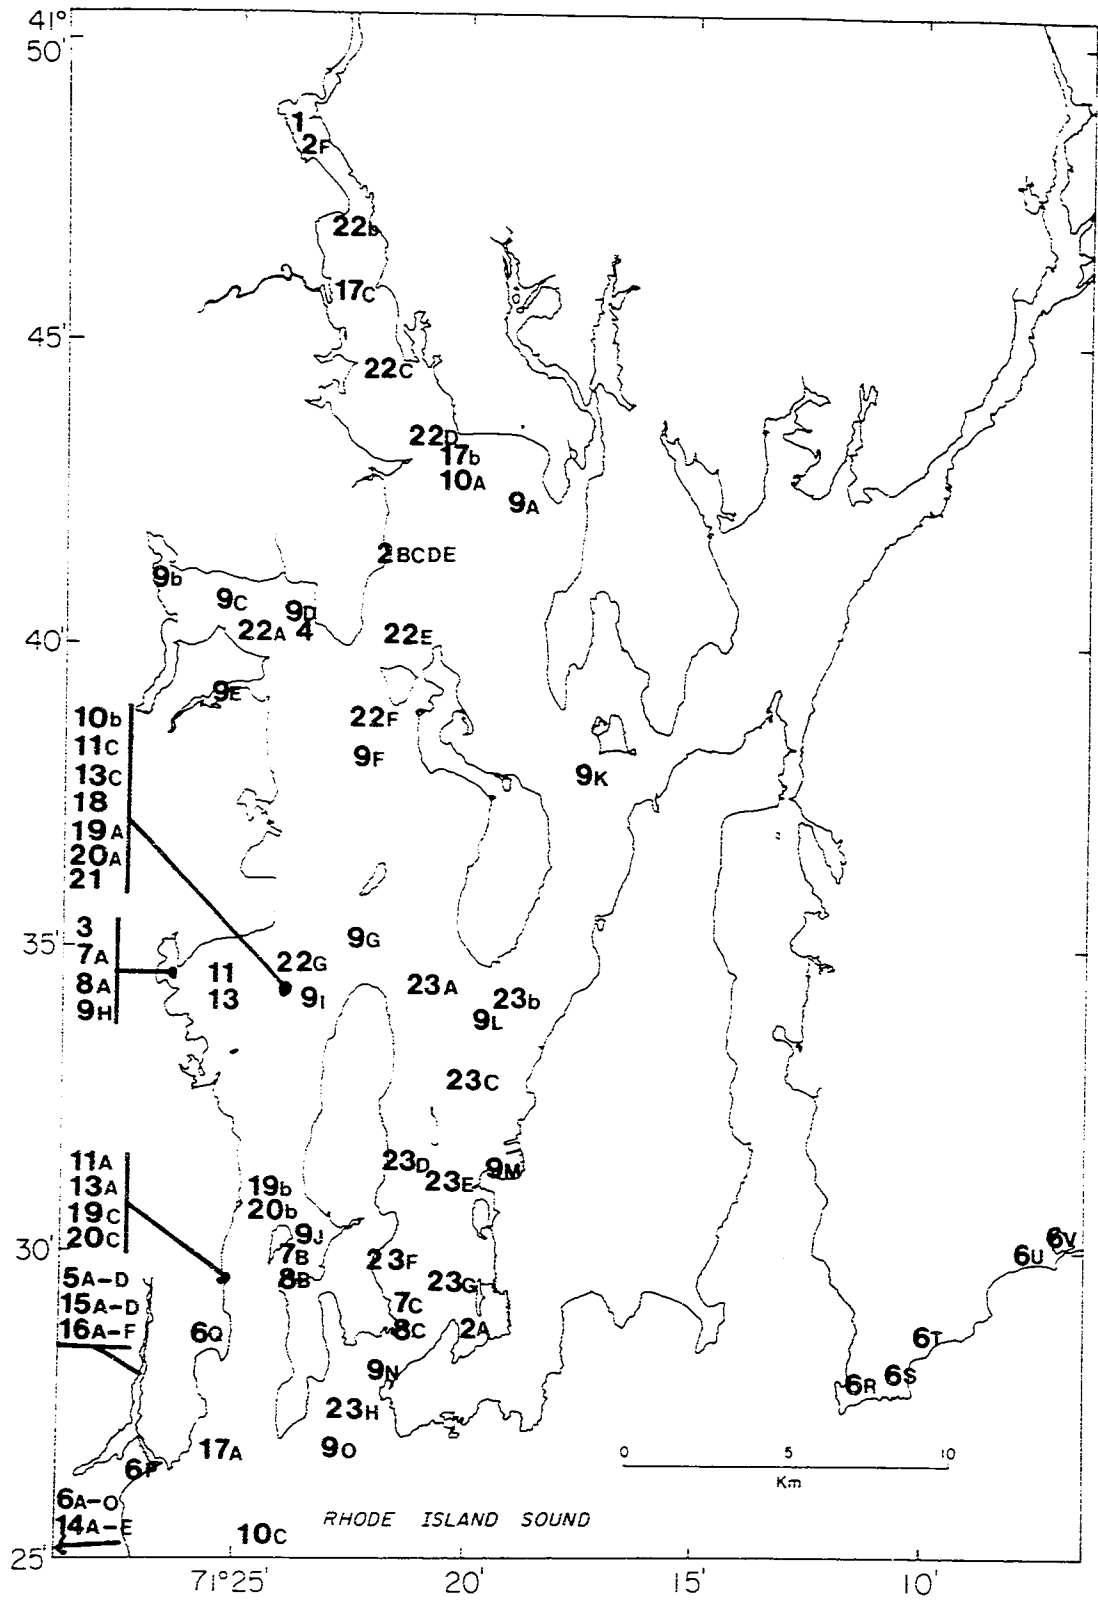 41°
50'
1
2F
22b
17C
45'
22C
22D
17b
10A
9A
2BCDE
9b
9C
9D
22A 4
22E
40'
9E
10b
11C
13C
18
19A
20A
21
22F
9F
9K
9G
35'
3
7A
8A
9H
11
13
22G
9I
23A
23b
9L
23C
11A
13A
19C
20C
23D
9M
23E
19b
20b
9J
7B
8B
23F
23G
30'
6V
6U
5A-D
15A-D
16A-F
7C
8C
2A
6Q
6T
9N
6S
6R
23H
17A
9O
6P
0 5 10
Km
6A-O
14A-E
RHODE ISLAND SOUND
10C
25'
71°25' 20' 15' 10'